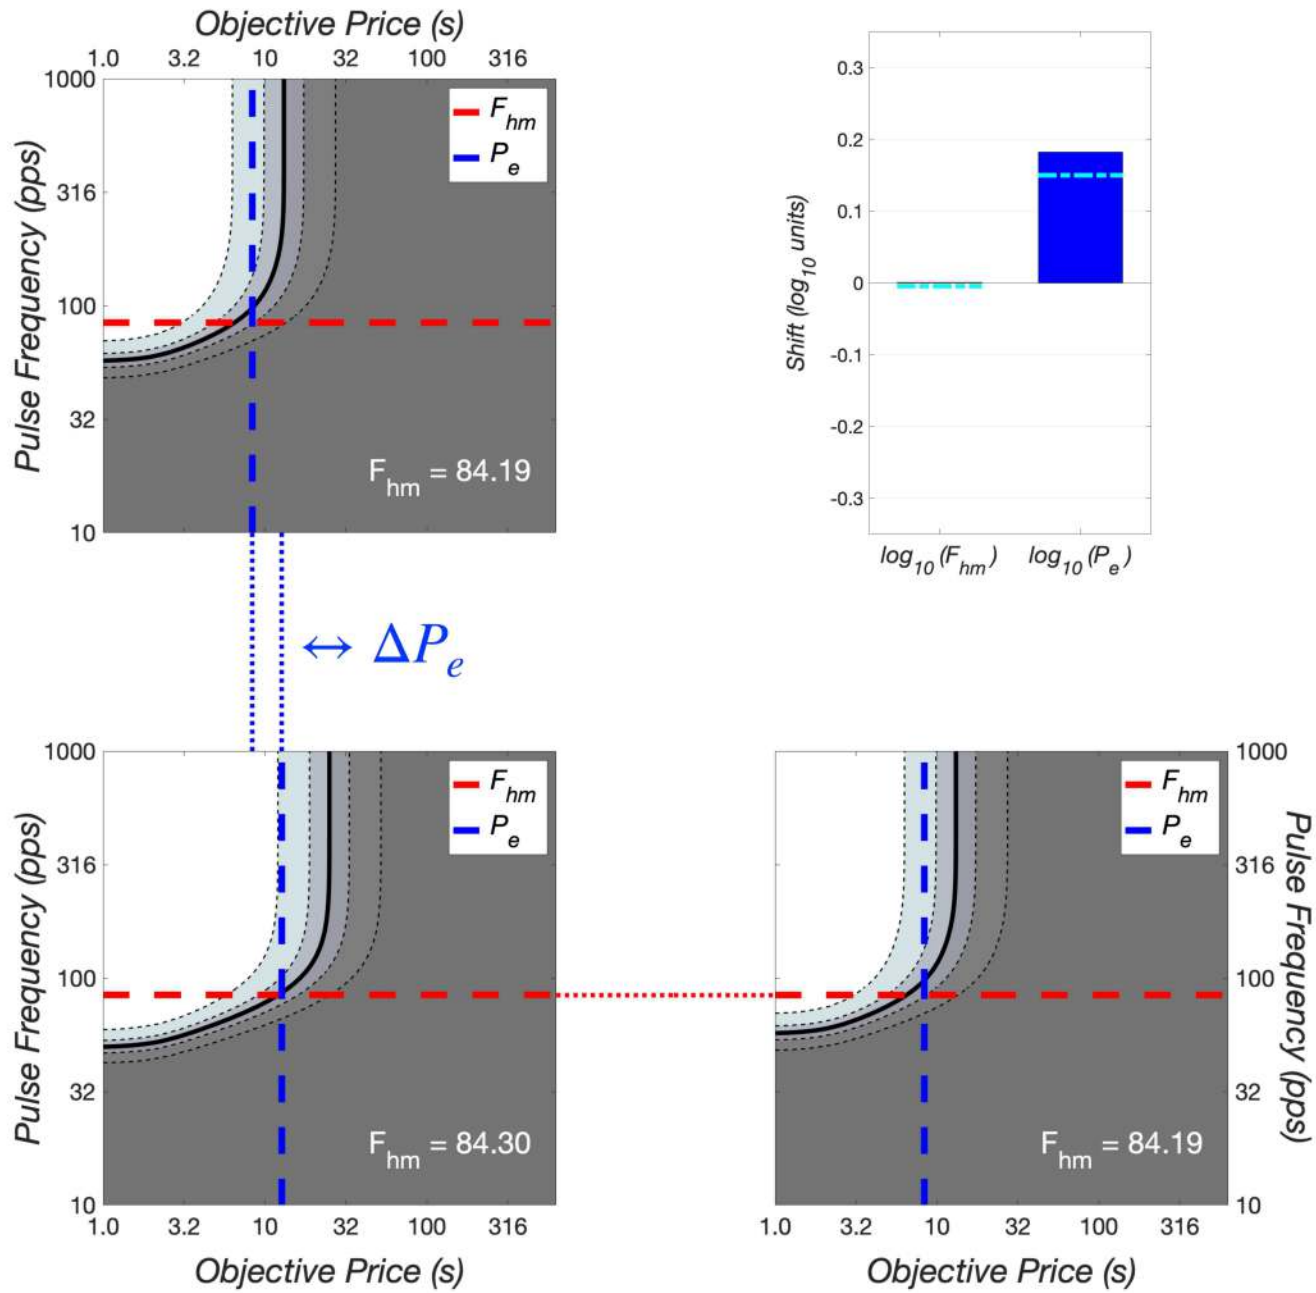 Objective Price (s)
1.0 3.2 10 32 100 316
Pulse Frequency (pps)
1000
316
100
32
10
F_hm
P_e
F_hm = 84.19
Shift (log_10 units)
0.3
0.2
0.1
0
-0.1
-0.2
-0.3
log_10(F_hm) log_10(P_e)
↔ ΔP_e
Pulse Frequency (pps)
1000
316
100
32
10
F_hm
P_e
F_hm = 84.30
1.0 3.2 10 32 100 316
Objective Price (s)
F_hm
P_e
F_hm = 84.19
1000
316
100
32
10
Pulse Frequency (pps)
1.0 3.2 10 32 100 316
Objective Price (s)